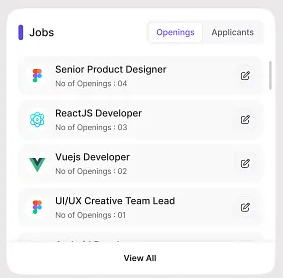 Jobs
Openings Applicants
Senior Product Designer
No of Openings : 04
ReactJS Developer
No of Openings : 03
Vuejs Developer
No of Openings : 02
UI/UX Creative Team Lead
No of Openings : 01
View All